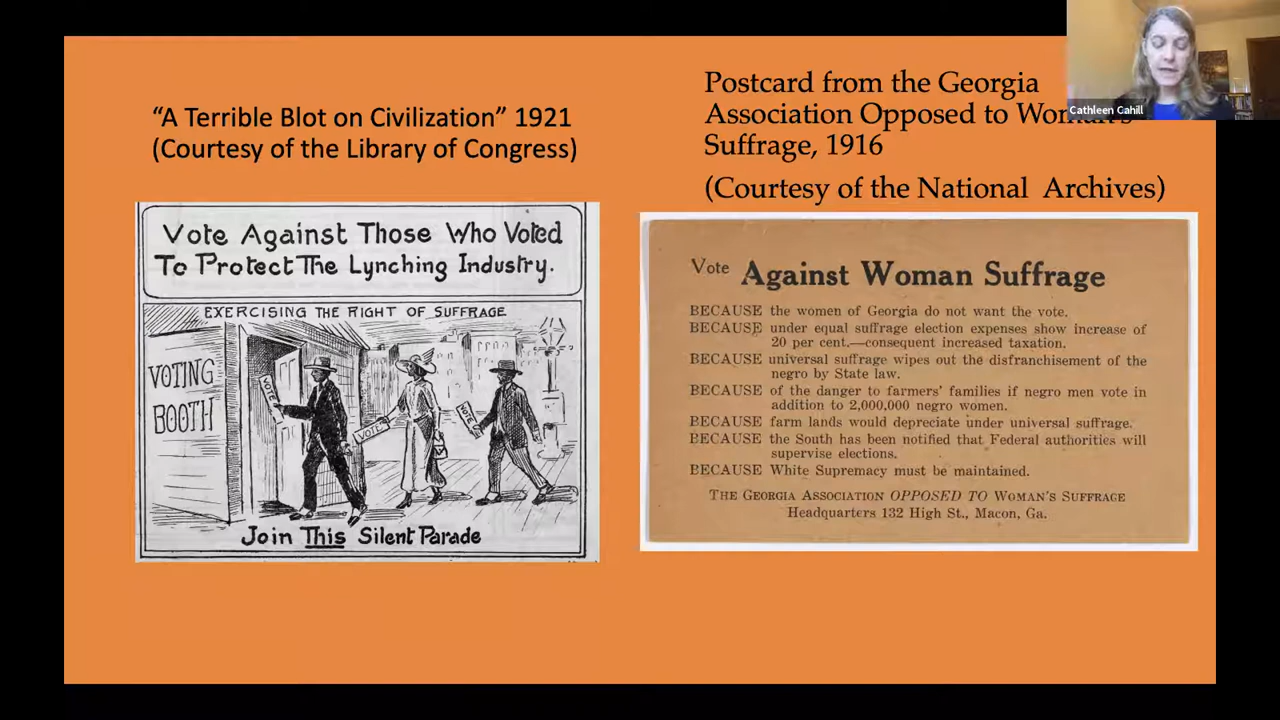 “A Terrible Blot on Civilization” 1921
(Courtesy of the Library of Congress)
Vote Against Those Who Voted
To Protect The Lynching Industry.
EXERCISING THE RIGHT OF SUFFRAGE
VOTING
BOOTH
VOTE
VOTE
VOTE
Join This Silent Parade
Postcard from the Georgia
Association Opposed to Woman's
Suffrage, 1916
(Courtesy of the National Archives)
Vote Against Woman Suffrage
BECAUSE the women of Georgia do not want the vote.
BECAUSE under equal suffrage election expenses show increase of
20 per cent.—consequent increased taxation.
BECAUSE universal suffrage wipes out the disfranchisement of the
negro by State law.
BECAUSE of the danger to farmers' families if negro men vote in
addition to 2,000,000 negro women.
BECAUSE farm lands would depreciate under universal suffrage.
BECAUSE the South has been notified that Federal authorities will
supervise elections.
BECAUSE White Supremacy must be maintained.
THE GEORGIA ASSOCIATION OPPOSED TO WOMAN'S SUFFRAGE
Headquarters 132 High St., Macon, Ga.
Cathleen Cahill